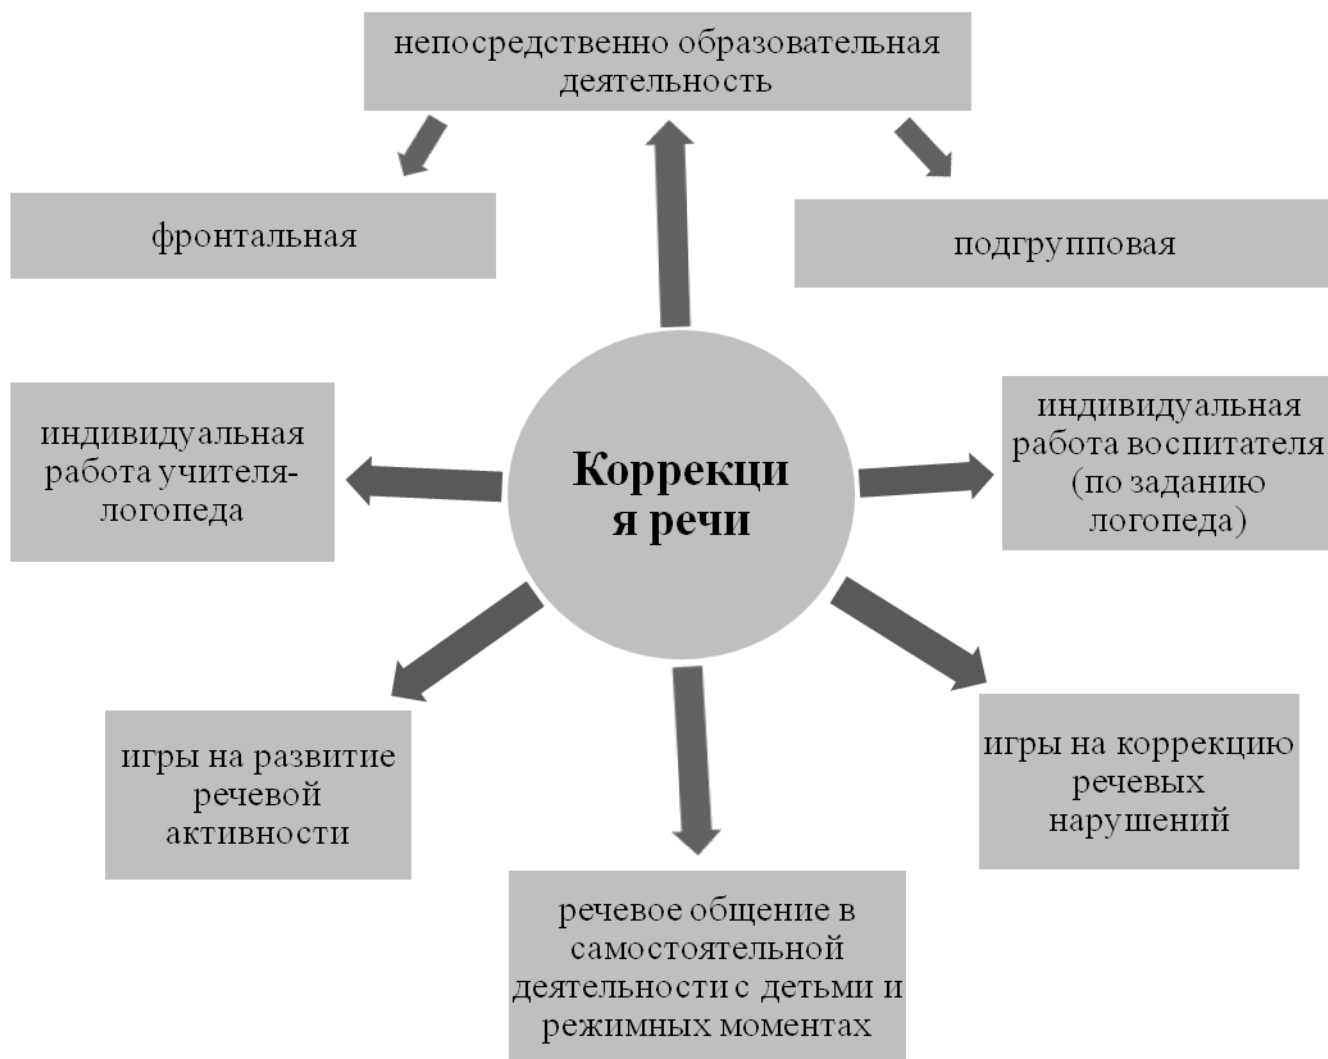 непосредственно образовательная
деятельность
фронтальная
подгрупповая
индивидуальная
работа учителя-
логопеда
Коррекци
я речи
индивидуальная
работа воспитателя
(по заданию
логопеда)
игры на развитие
речевой
активности
игры на коррекцию
речевых
нарушений
речевое общение в
самостоятельной
деятельности с детьми и
режимных моментах